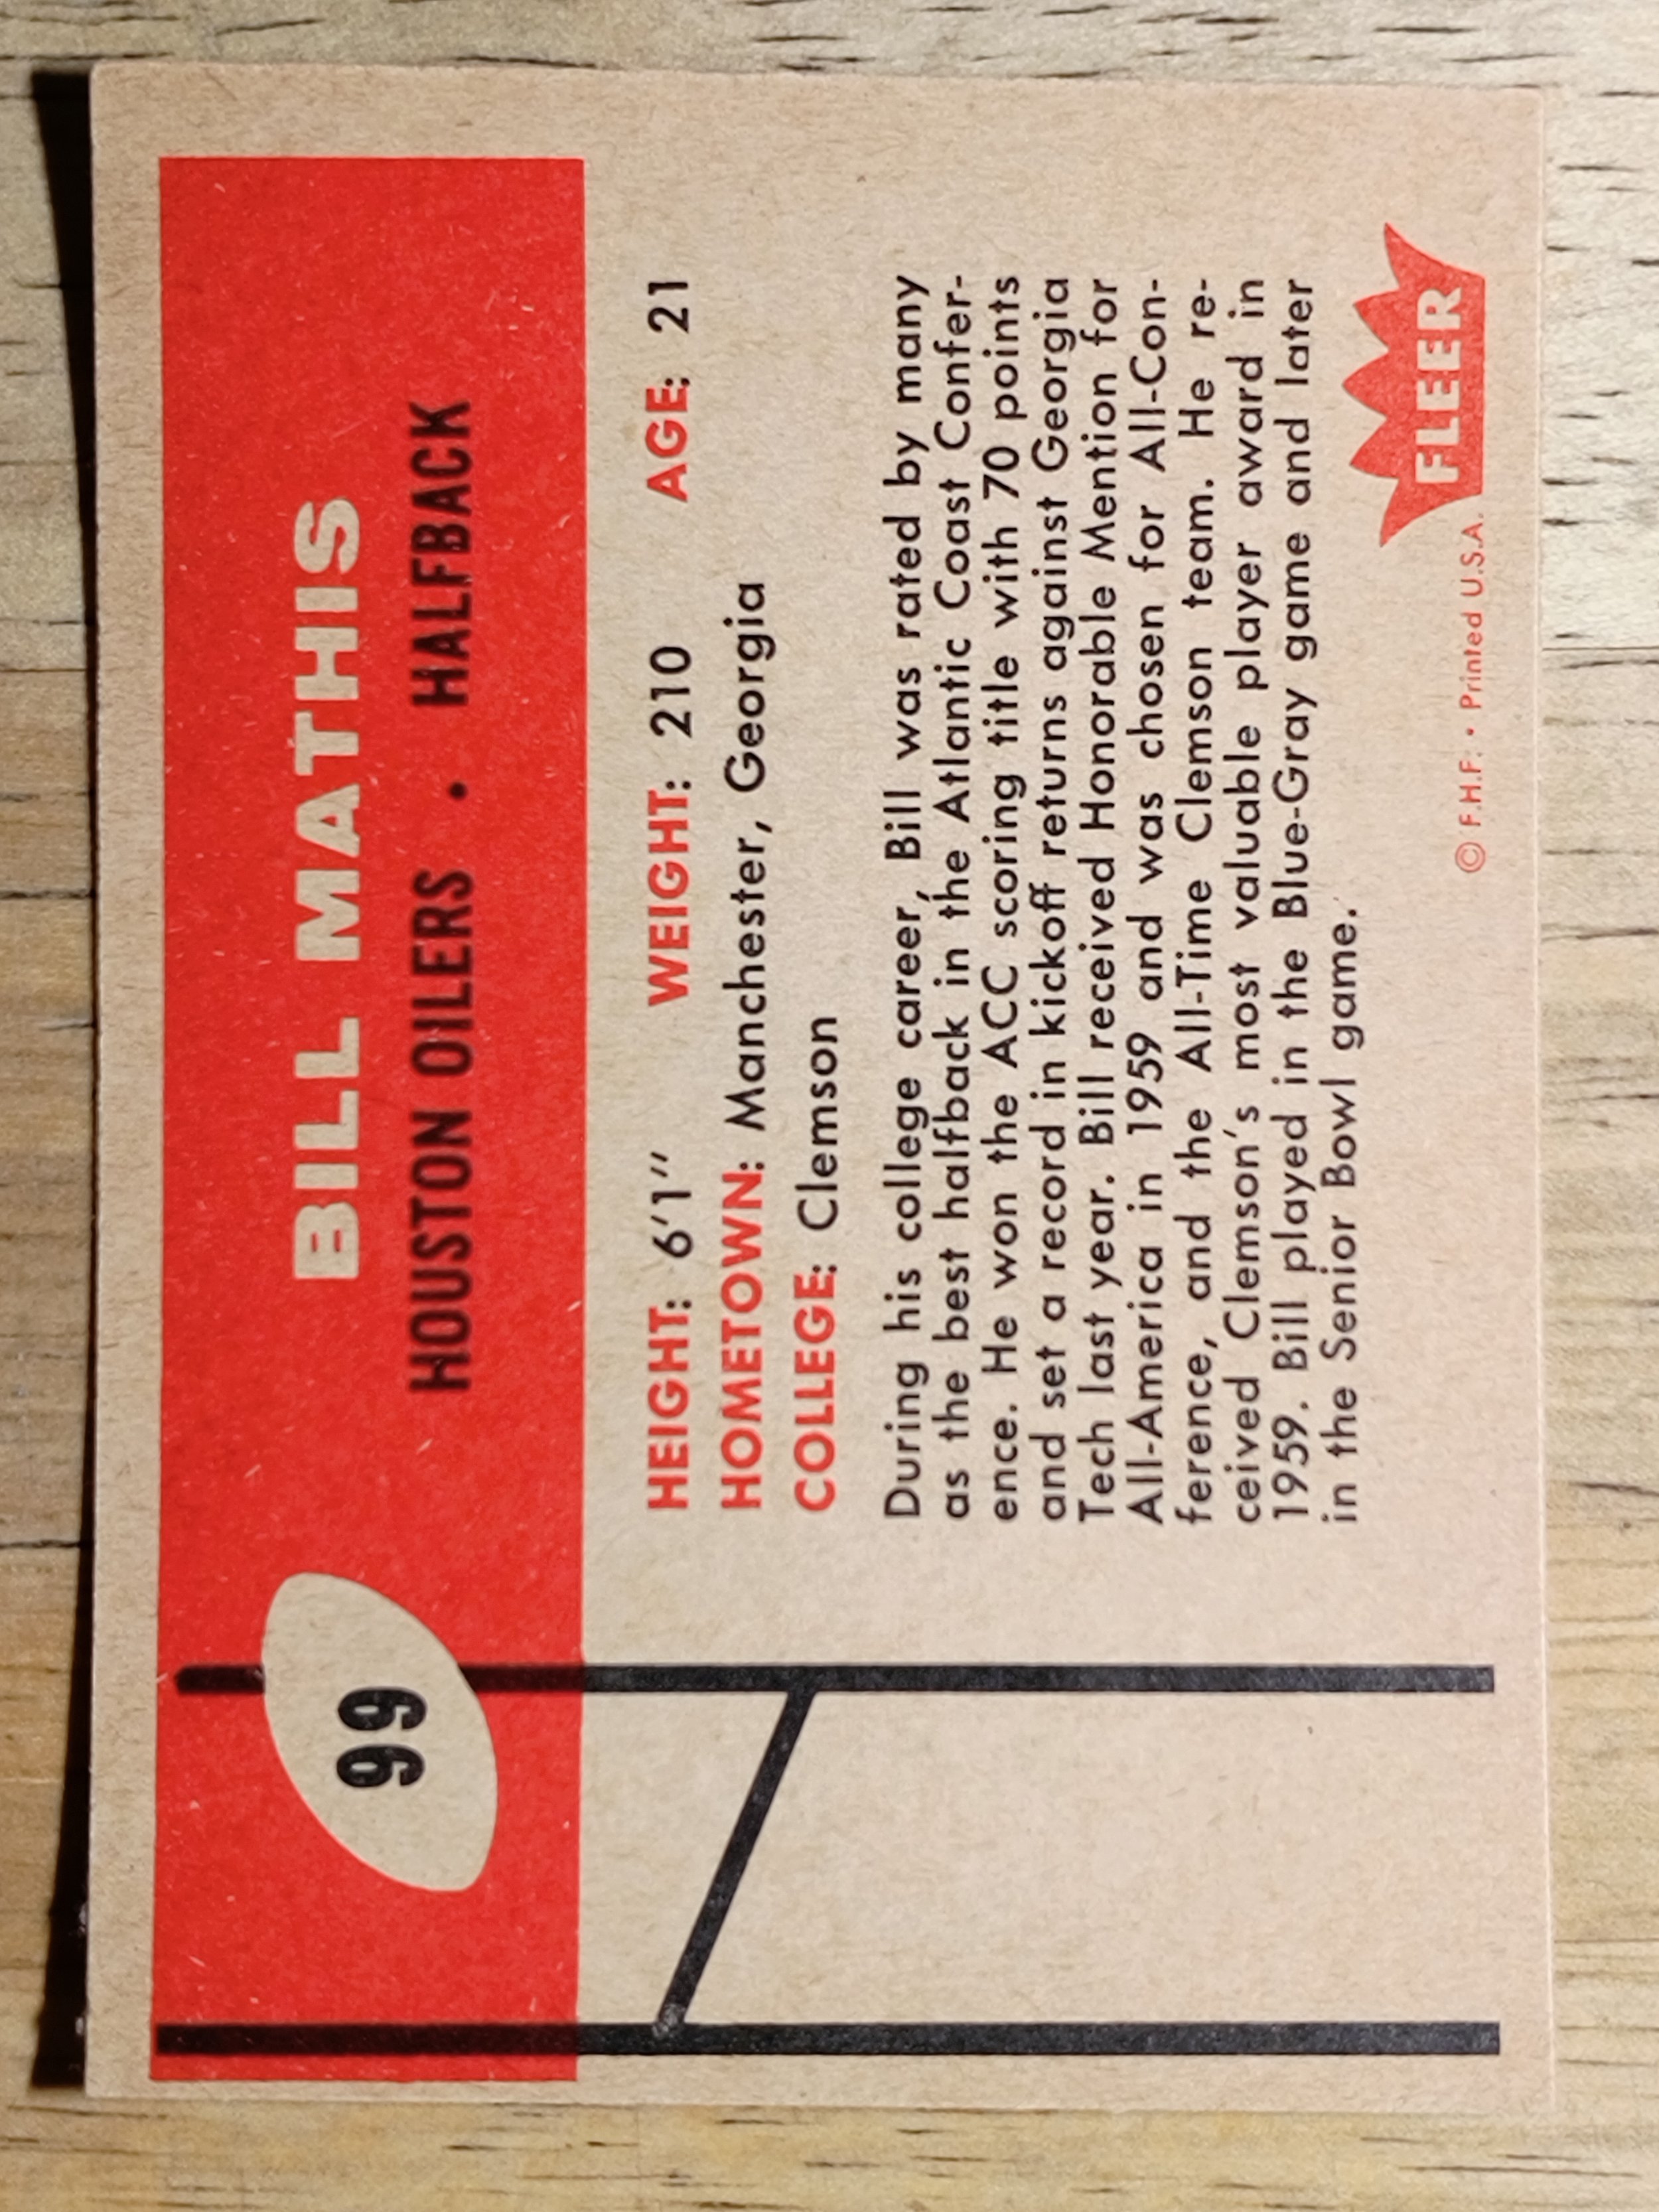 99
BILL MATHIS
HOUSTON OILERS • HALFBACK
HEIGHT: 6'1" WEIGHT: 210 AGE: 21
HOMETOWN: Manchester, Georgia
COLLEGE: Clemson
During his college career, Bill was rated by many
as the best halfback in the Atlantic Coast Confer-
ence. He won the ACC scoring title with 70 points
and set a record in kickoff returns against Georgia
Tech last year. Bill received Honorable Mention for
All-America in 1959 and was chosen for All-Con-
ference, and the All-Time Clemson team. He re-
ceived Clemson's most valuable player award in
1959. Bill played in the Blue-Gray game and later
in the Senior Bowl game.
© F.H.F. • Printed U.S.A.
FLEER